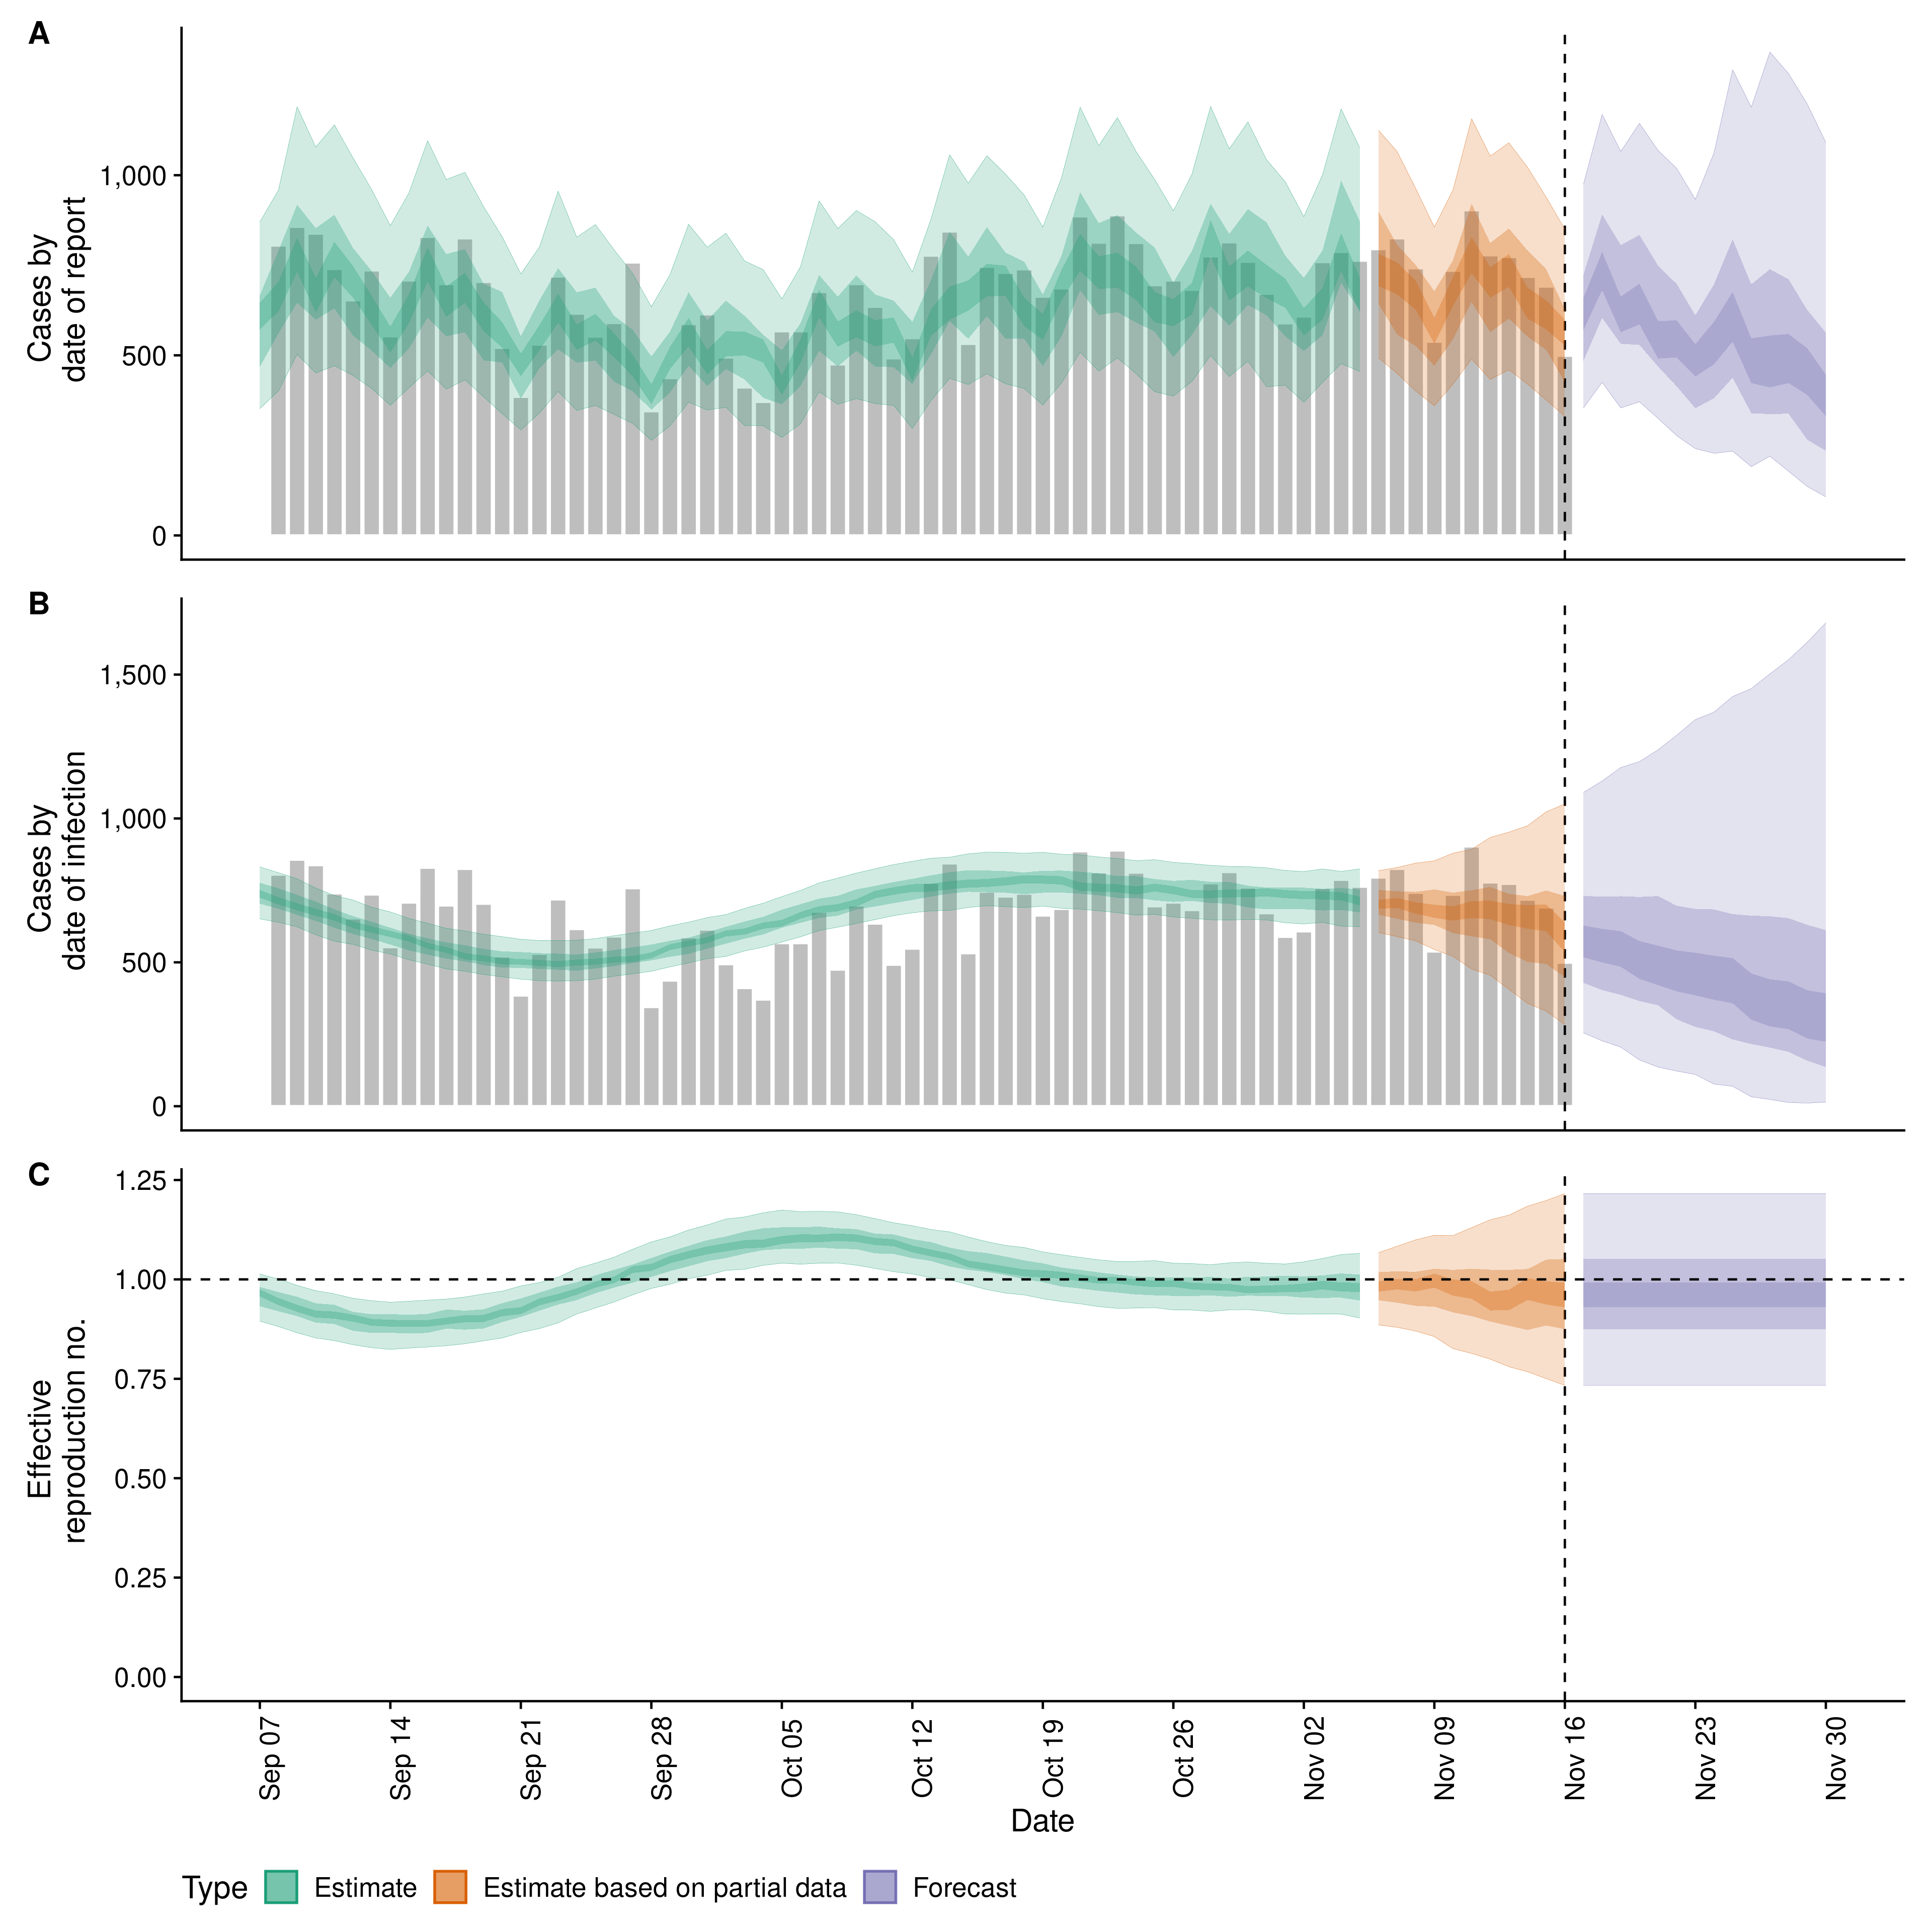 A
Cases by
date of report
1,000
500
0
B
Cases by
date of infection
1,500
1,000
500
0
C
Effective
reproduction no.
1.25
1.00
0.75
0.50
0.25
0.00
Sep 07
Sep 14
Sep 21
Sep 28
Oct 05
Oct 12
Oct 19
Oct 26
Nov 02
Nov 09
Nov 16
Nov 23
Nov 30
Date
Type Estimate Estimate based on partial data Forecast